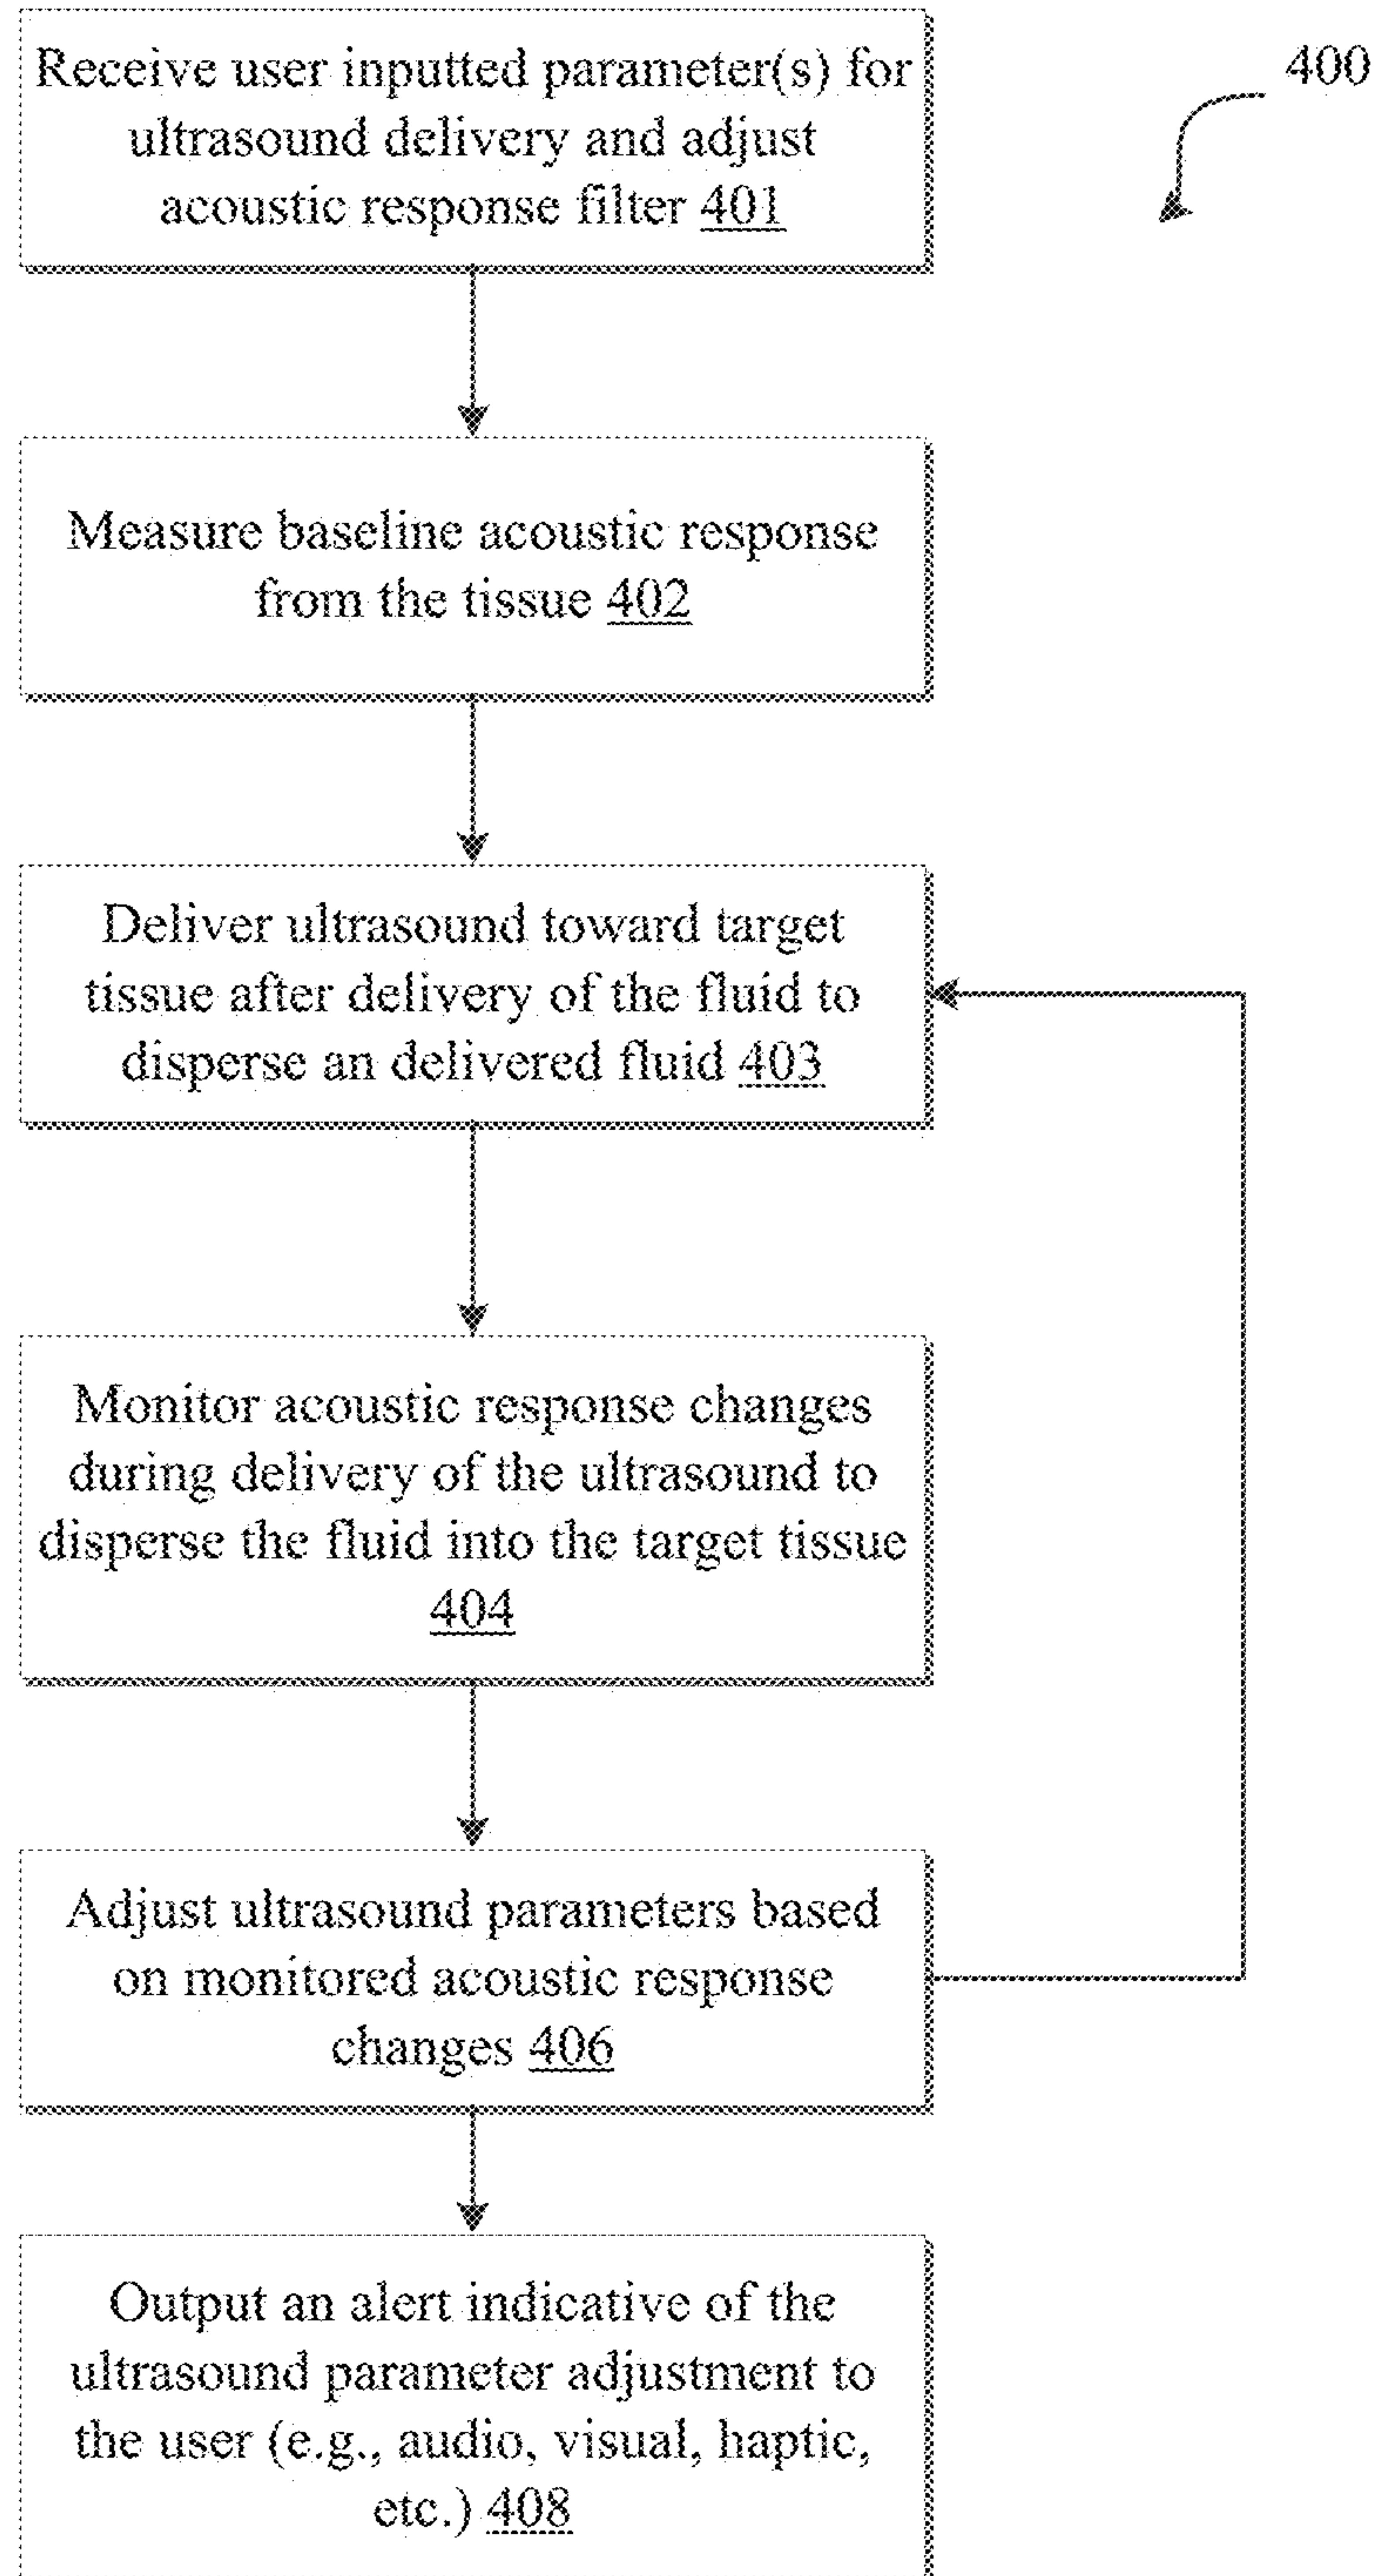 Receive user inputted parameter(s) for
ultrasound delivery and adjust
acoustic response filter 401
400
Measure baseline acoustic response
from the tissue 402
Deliver ultrasound toward target
tissue after delivery of the fluid to
disperse an delivered fluid 403
Monitor acoustic response changes
during delivery of the ultrasound to
disperse the fluid into the target tissue
404
Adjust ultrasound parameters based
on monitored acoustic response
changes 406
Output an alert indicative of the
ultrasound parameter adjustment to
the user (e.g., audio, visual, haptic,
etc.) 408